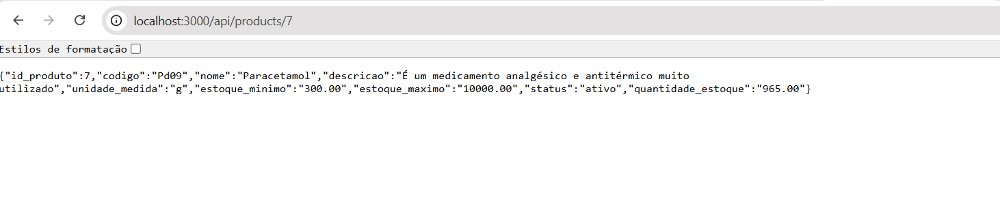 localhost:3000/api/products/7
Estilos de formatação
{"id_produto":7,"codigo":"Pd09","nome":"Paracetamol","descricao":"É um medicamento analgésico e antitérmico muito
utilizado","unidade_medida":"g","estoque_minimo":"300.00","estoque_maximo":"10000.00","status":"ativo","quantidade_estoque":"965.00"}